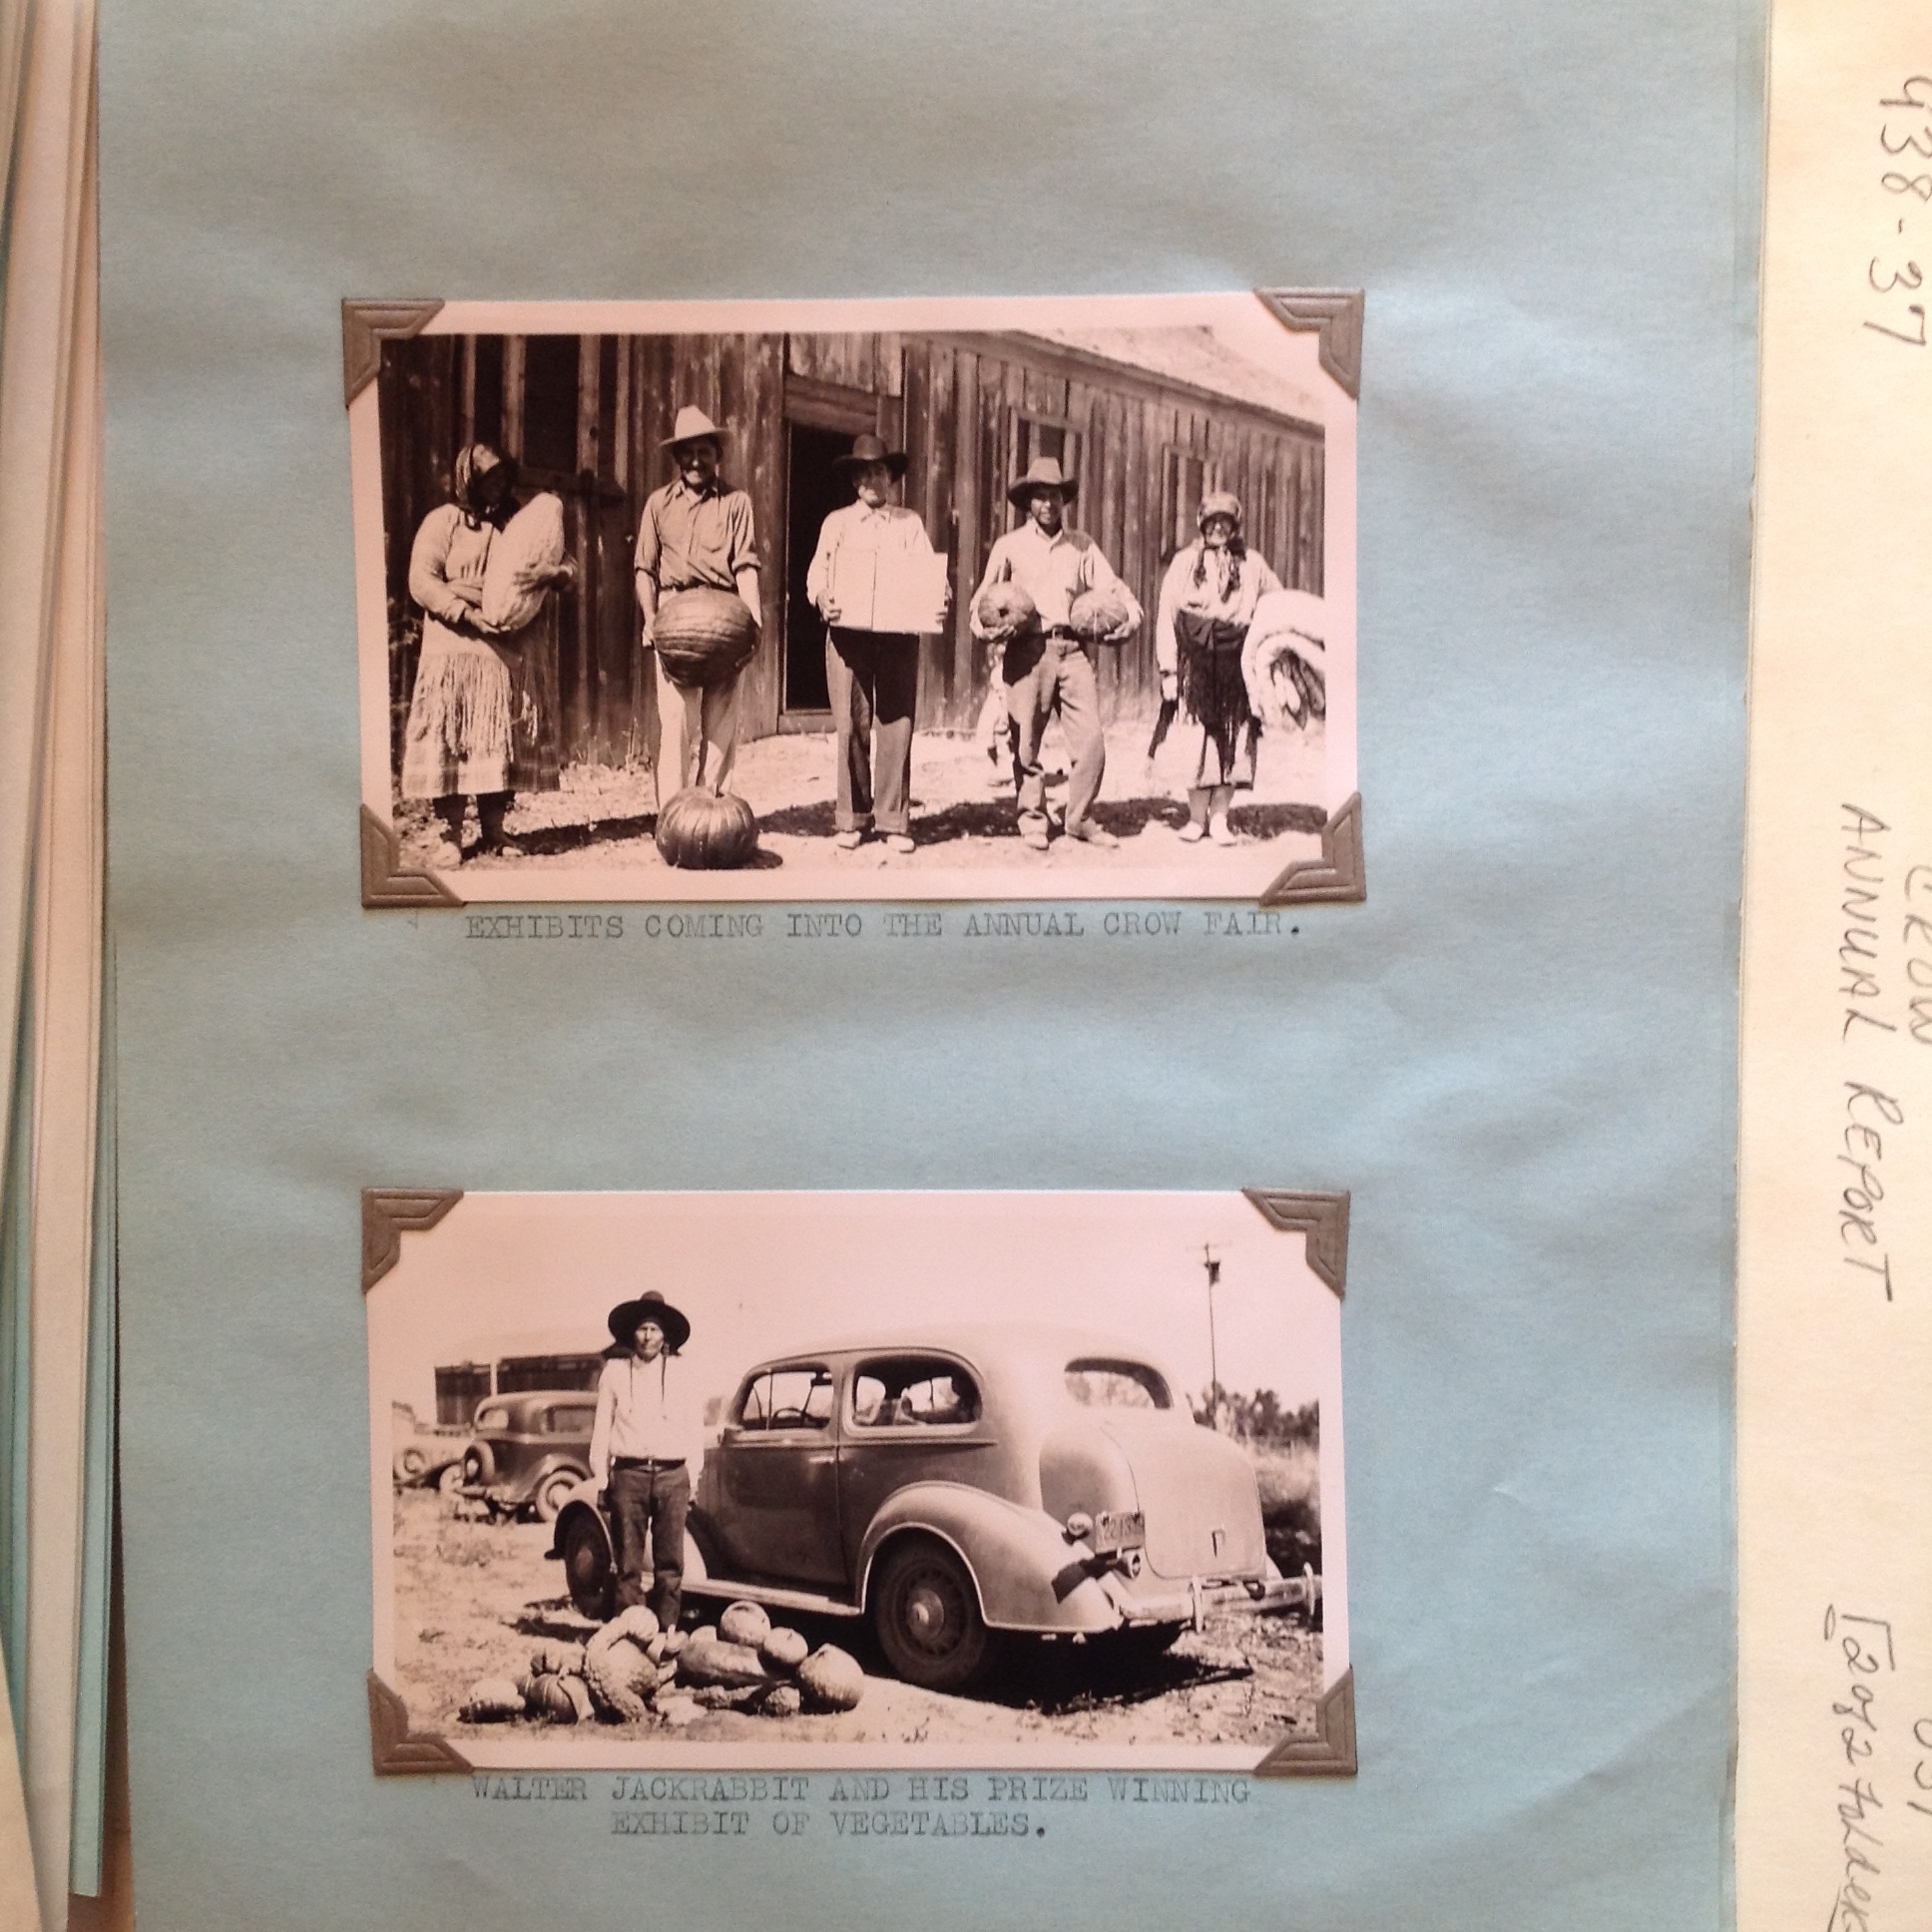 EXHIBITS COMING INTO THE ANNUAL CROW FAIR.
WALTER JACKRABBIT AND HIS PRIZE WINNING
EXHIBIT OF VEGETABLES.
938-37
CROW
ANNUAL REPORT
031
[2 of 2 folders